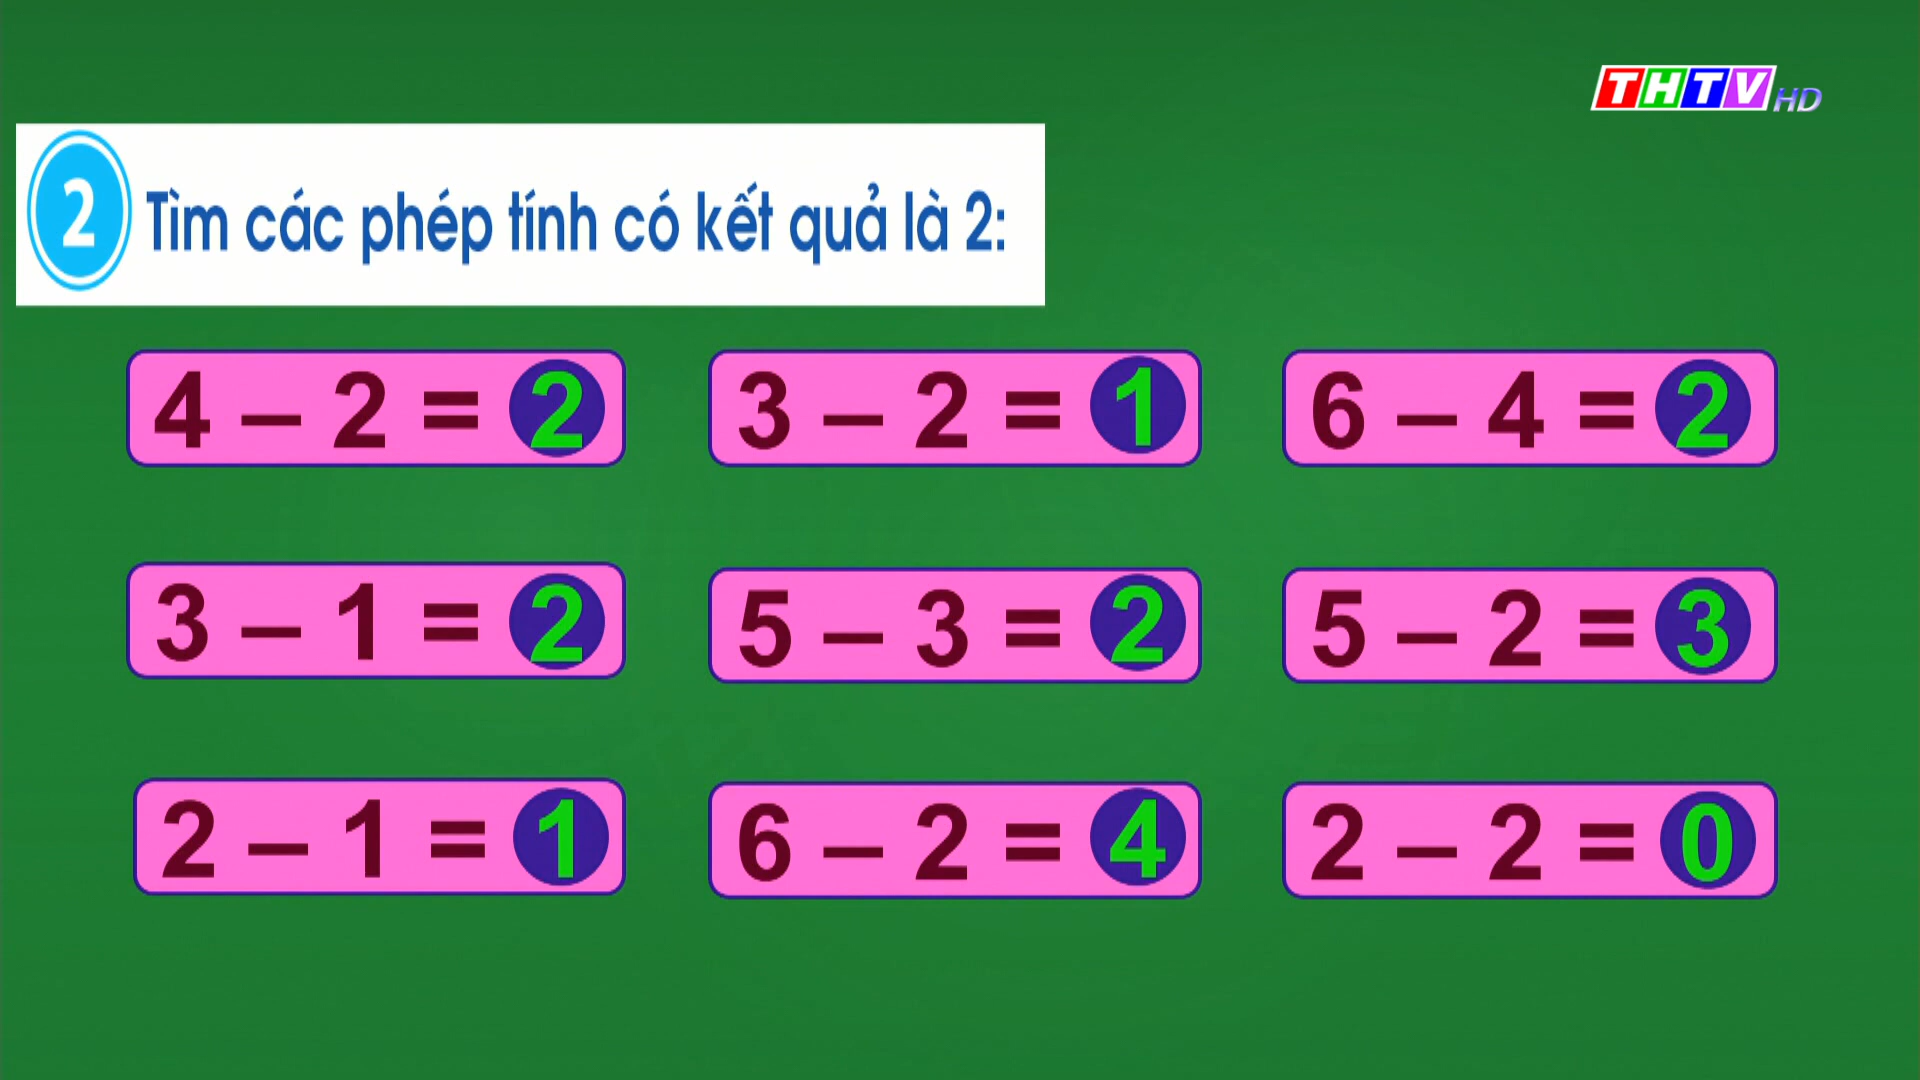 THTV HD
2 Tìm các phép tính có kết quả là 2:
4 – 2 = 2
3 – 2 = 1
6 – 4 = 2
3 – 1 = 2
5 – 3 = 2
5 – 2 = 3
2 – 1 = 1
6 – 2 = 4
2 – 2 = 0